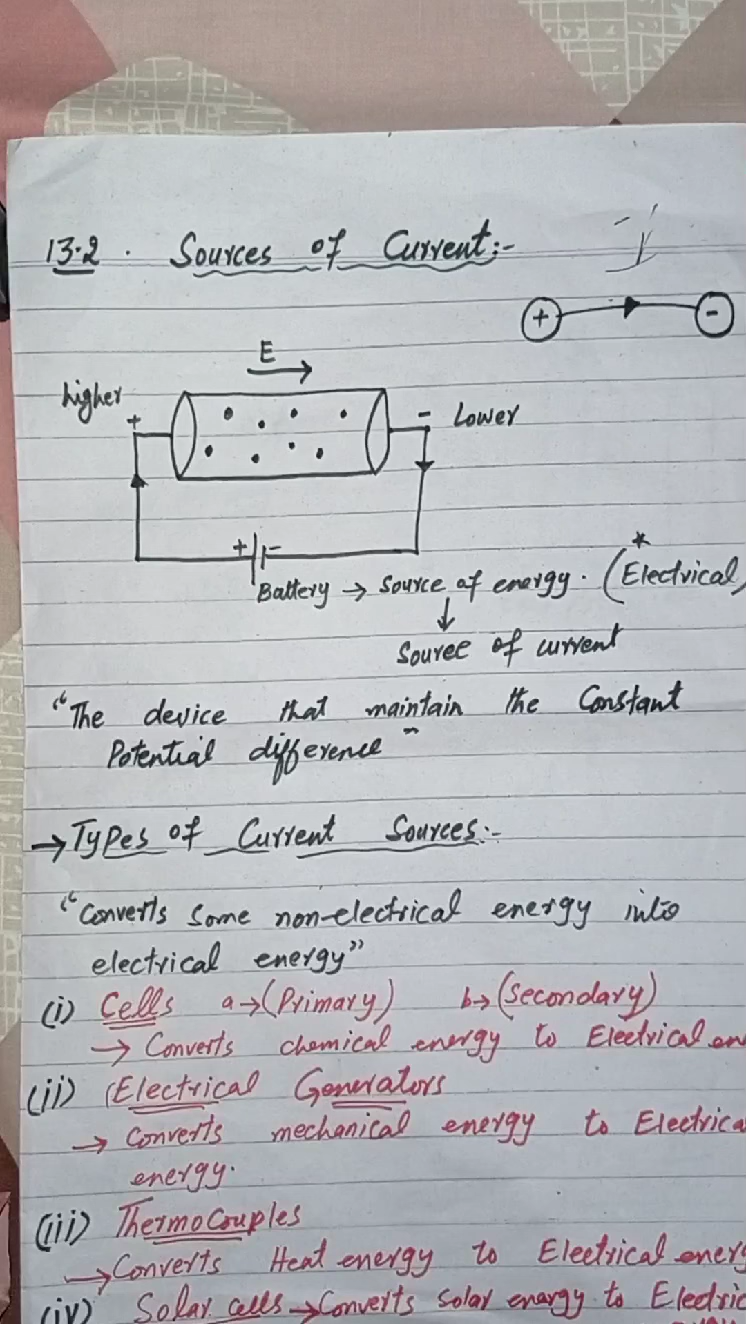 13.2. Sources of Current:-
+ -
E
higher
+ - Lower
+ -
Battery → Source of energy. (Electrical
*
↓
Source of current
"The device that maintain the Constant
Potential difference"
→ Types of Current Sources:-
"Converts Some non-electrical energy into
electrical energy"
(i) Cells a→(Primary) b→(Secondary)
→ Converts chemical energy to Electrical en
(ii) (Electrical Generators
→ Converts mechanical energy to Electrica
energy.
(iii) ThermoCouples
→ Converts Heat energy to Electrical energ
(iv) Solar cells → Converts solar energy to Electric